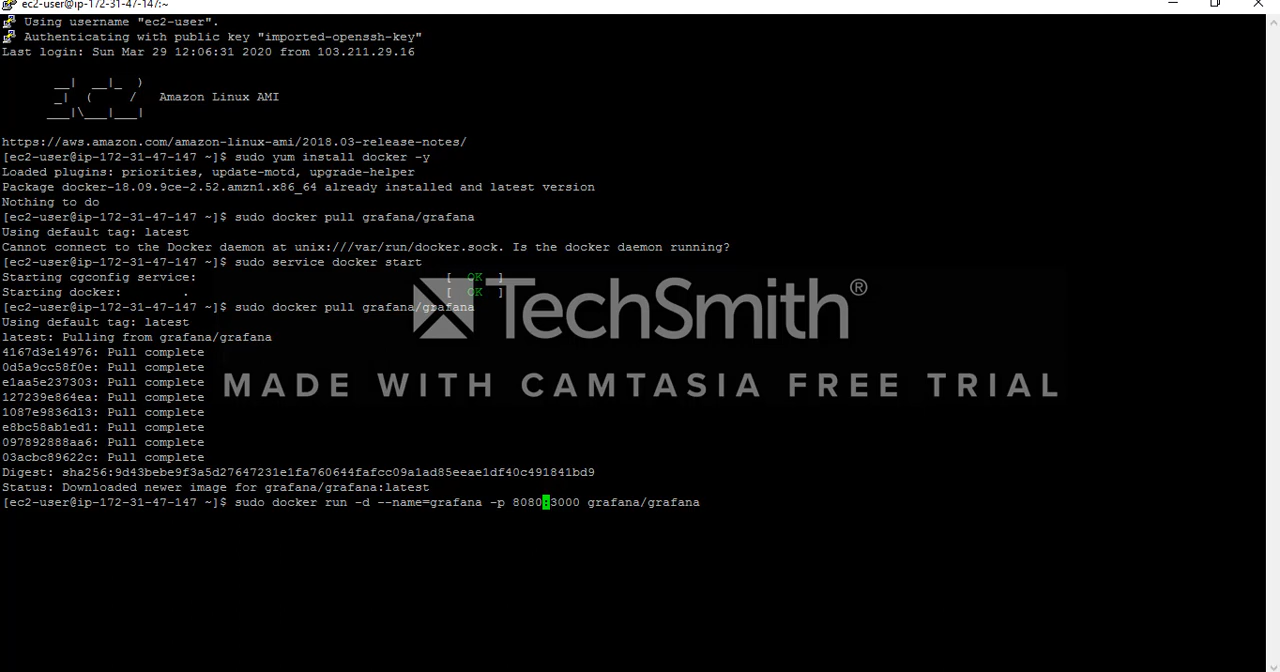 ec2-user@ip-172-31-47-147:~
Using username "ec2-user".
Authenticating with public key "imported-openssh-key"
Last login: Sun Mar 29 12:06:31 2020 from 103.211.29.16
__|  __|_  )
_|  (     /
___|\___|___|
Amazon Linux AMI
https://aws.amazon.com/amazon-linux-ami/2018.03-release-notes/
[ec2-user@ip-172-31-47-147 ~]$ sudo yum install docker -y
Loaded plugins: priorities, update-motd, upgrade-helper
Package docker-18.09.9ce-2.52.amzn1.x86_64 already installed and latest version
Nothing to do
[ec2-user@ip-172-31-47-147 ~]$ sudo docker pull grafana/grafana
Using default tag: latest
Cannot connect to the Docker daemon at unix:///var/run/docker.sock. Is the docker daemon running?
[ec2-user@ip-172-31-47-147 ~]$ sudo service docker start
Starting cgconfig service: [ OK ]
Starting docker: . [ OK ]
[ec2-user@ip-172-31-47-147 ~]$ sudo docker pull grafana/grafana
Using default tag: latest
latest: Pulling from grafana/grafana
4167d3e14976: Pull complete
0d5a9cc58f0e: Pull complete
e1aa5e237303: Pull complete
127239e864ea: Pull complete
1087e9836d13: Pull complete
e8bc58ab1ed1: Pull complete
097892888aa6: Pull complete
03acbc89622c: Pull complete
Digest: sha256:9d43bebe9f3a5d27647231e1fa760644fafcc09a1ad85eeae1df40c491841bd9
Status: Downloaded newer image for grafana/grafana:latest
[ec2-user@ip-172-31-47-147 ~]$ sudo docker run -d --name=grafana -p 8080:3000 grafana/grafana
TechSmith®
MADE WITH CAMTASIA FREE TRIAL